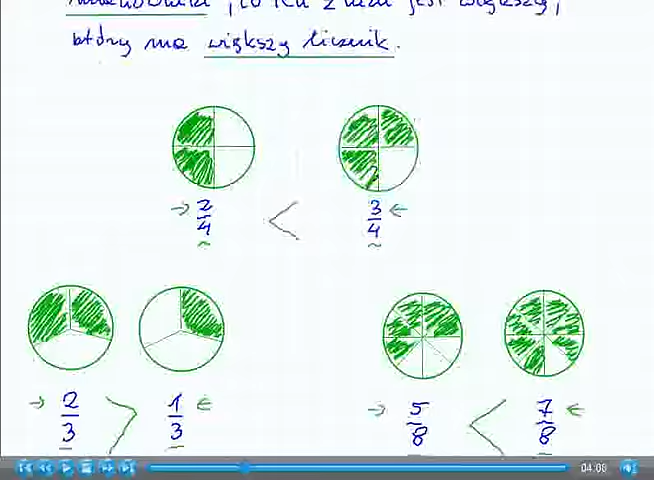 , to ten z nich jest większy,
który ma większy licznik.
2/4 < 3/4
2/3 > 1/3
5/8 < 7/8
04:00